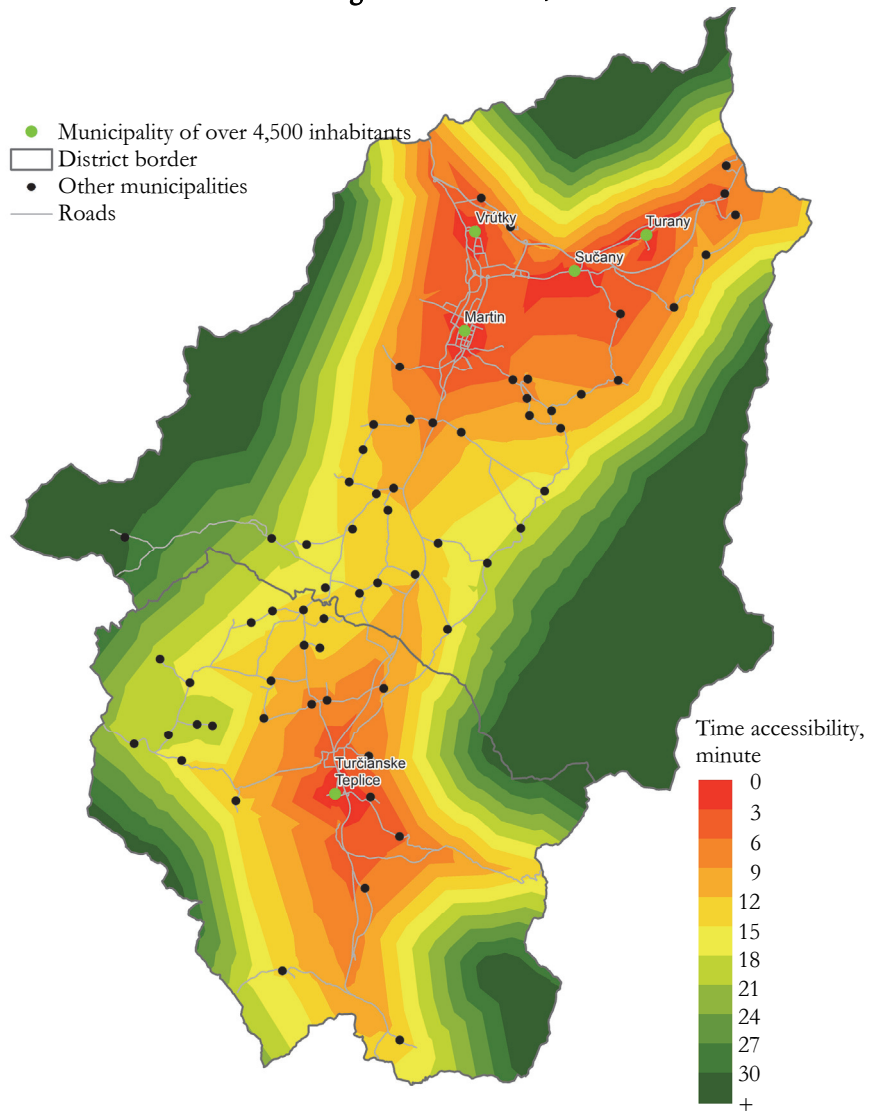 Municipality of over 4,500 inhabitants
District border
Other municipalities
Roads
Vrútky
Turany
Sučany
Martin
Turčianske
Teplice
Time accessibility,
minute
0
3
6
9
12
15
18
21
24
27
30
+